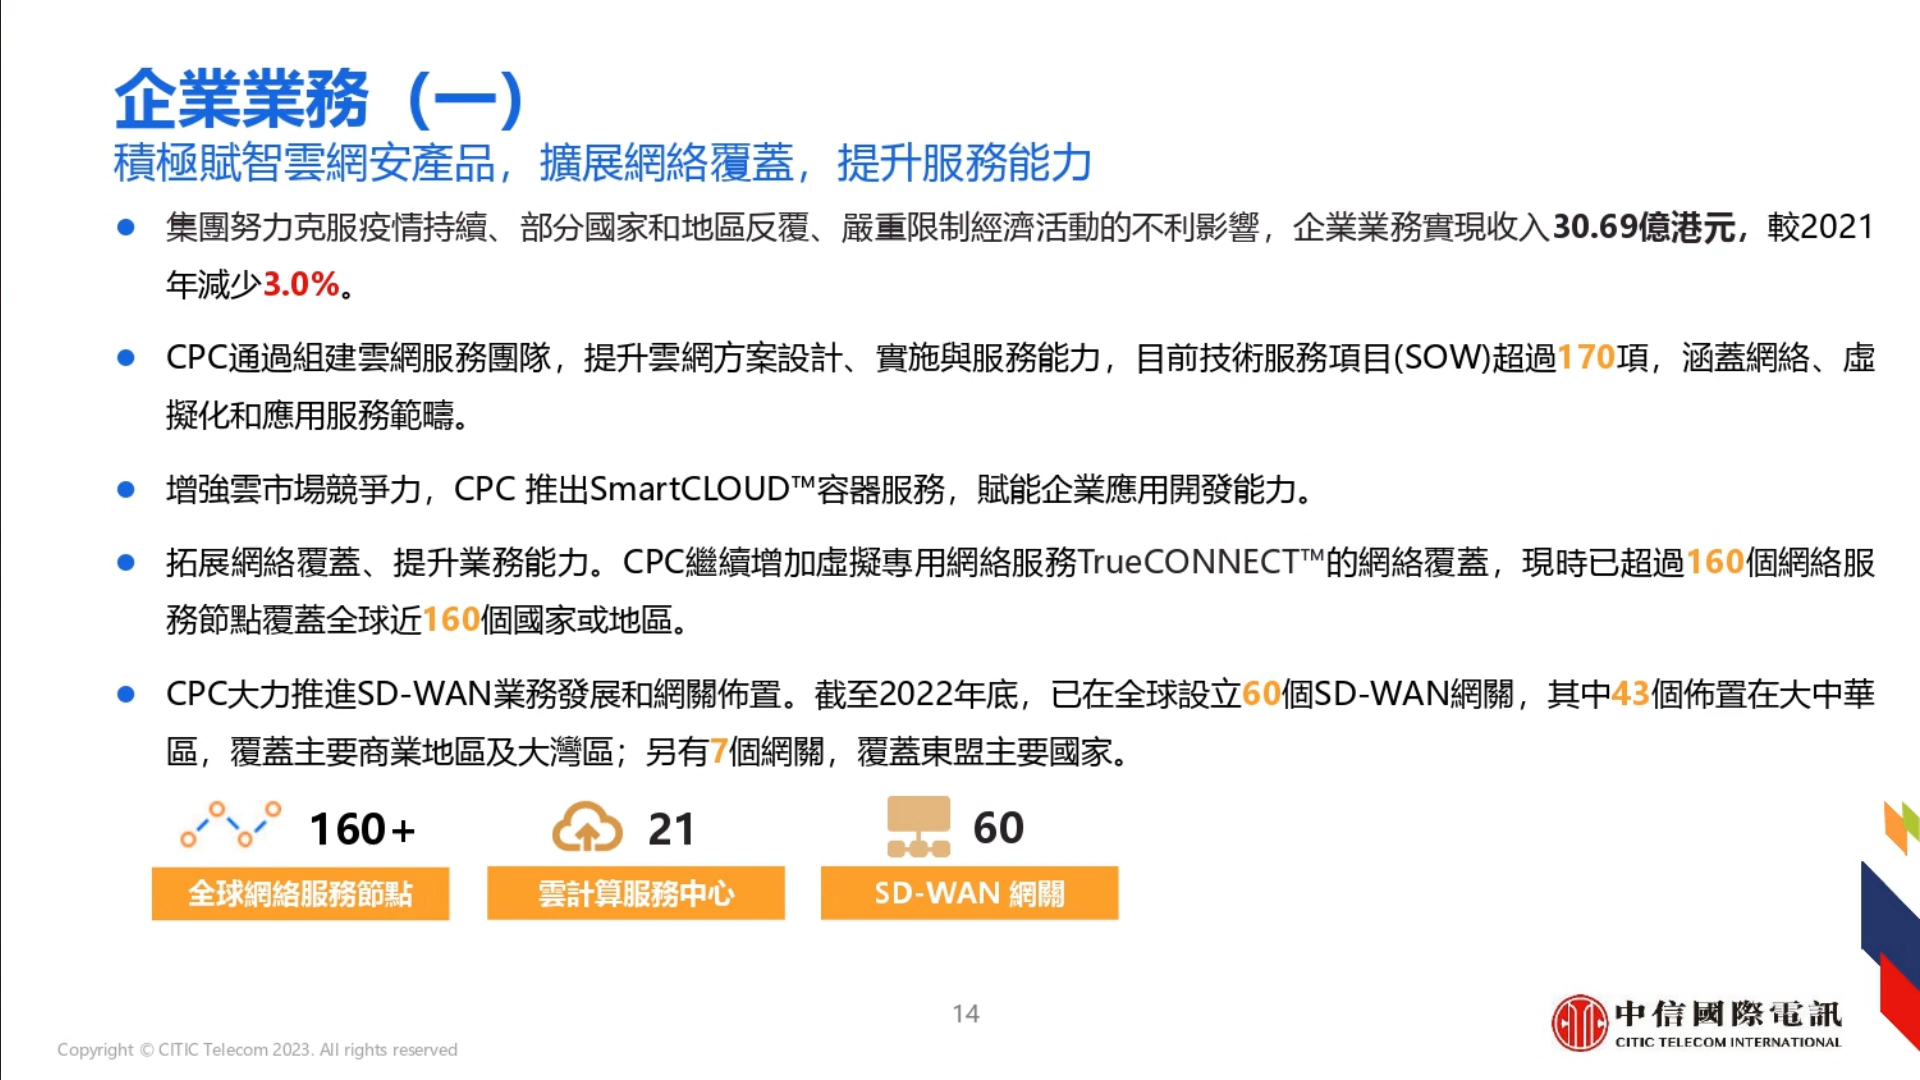 企業業務（一）
積極賦智雲網安產品，擴展網絡覆蓋，提升服務能力
● 集團努力克服疫情持續、部分國家和地區反覆、嚴重限制經濟活動的不利影響，企業業務實現收入30.69億港元，較2021
年減少3.0%。
● CPC通過組建雲網服務團隊，提升雲網方案設計、實施與服務能力，目前技術服務項目(SOW)超過170項，涵蓋網絡、虛
擬化和應用服務範疇。
● 增強雲市場競爭力，CPC 推出SmartCLOUD™容器服務，賦能企業應用開發能力。
● 拓展網絡覆蓋、提升業務能力。CPC繼續增加虛擬專用網絡服務TrueCONNECT™的網絡覆蓋，現時已超過160個網絡服
務節點覆蓋全球近160個國家或地區。
● CPC大力推進SD-WAN業務發展和網關佈置。截至2022年底，已在全球設立60個SD-WAN網關，其中43個佈置在大中華
區，覆蓋主要商業地區及大灣區；另有7個網關，覆蓋東盟主要國家。
160+
全球網絡服務節點
21
雲計算服務中心
60
SD-WAN 網關
14
Copyright © CITIC Telecom 2023. All rights reserved
中信國際電訊
CITIC TELECOM INTERNATIONAL